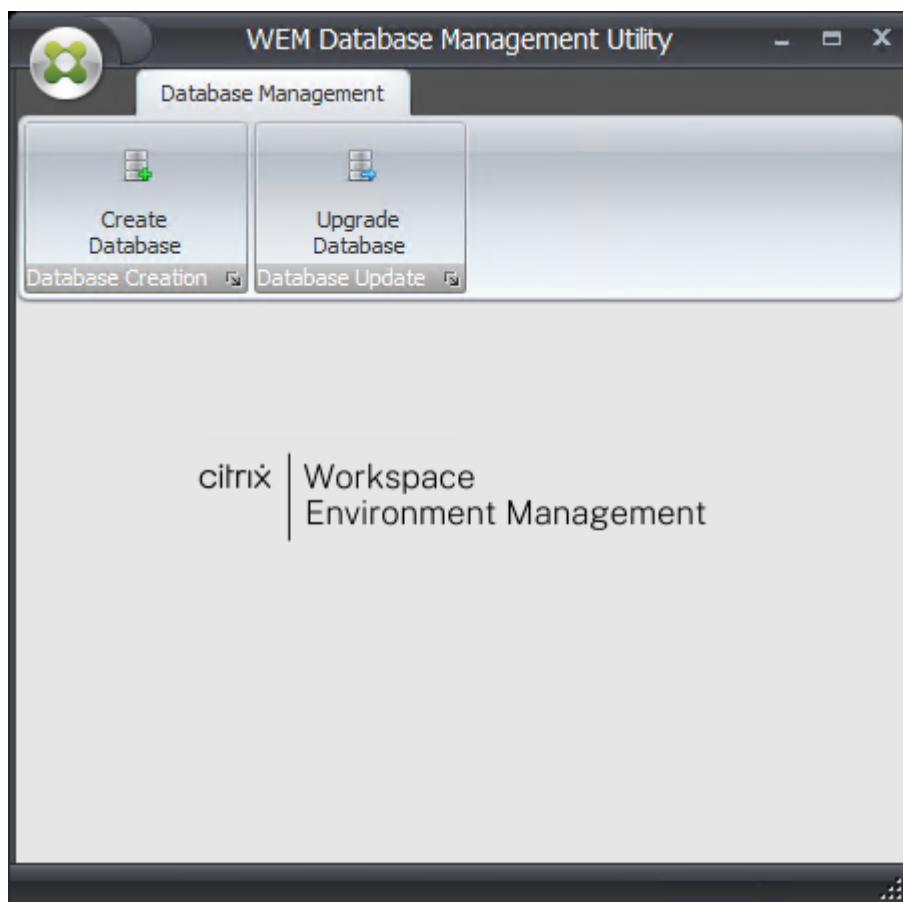 WEM Database Management Utility
Database Management
Create
Database
Upgrade
Database
Database Creation
Database Update
citrix
Workspace
Environment Management